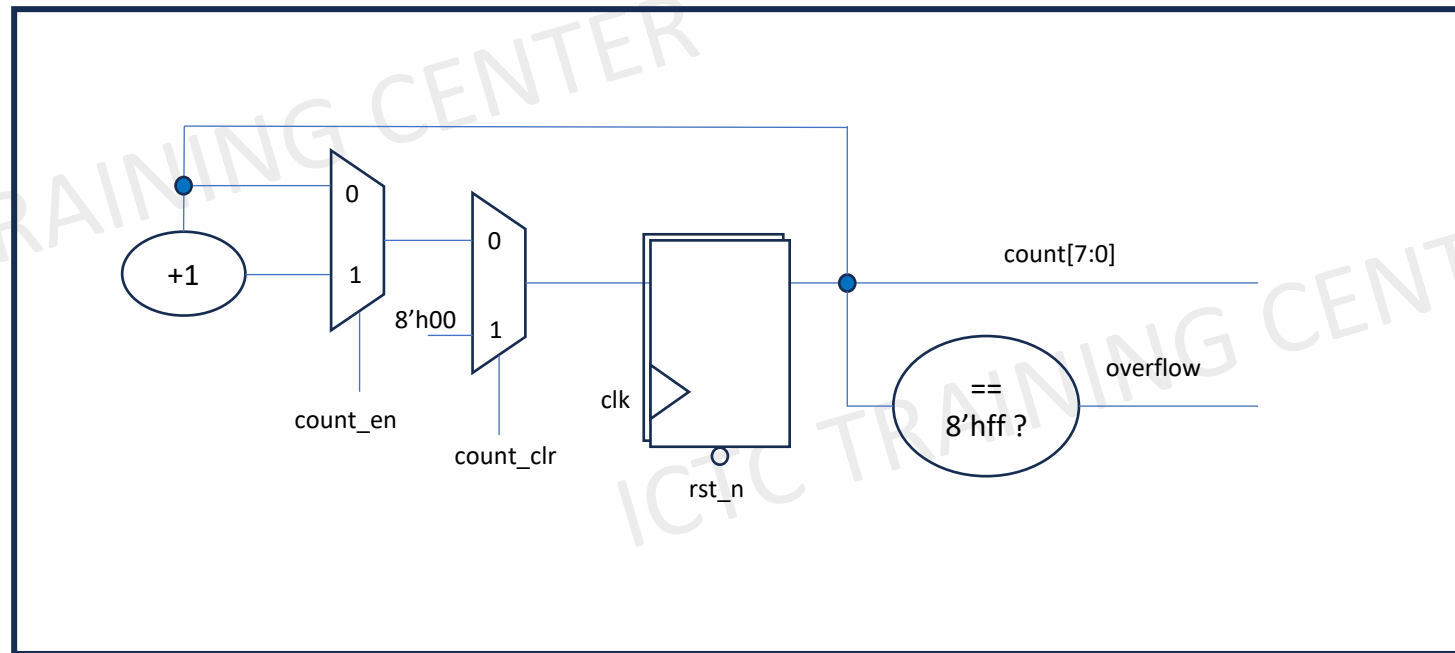 ICTC TRAINING CENTER
TRAINING CENTER
0
1
+1
count_en
0
8'h00
1
count_clr
clk
rst_n
count[7:0]
==
8'hff ?
overflow